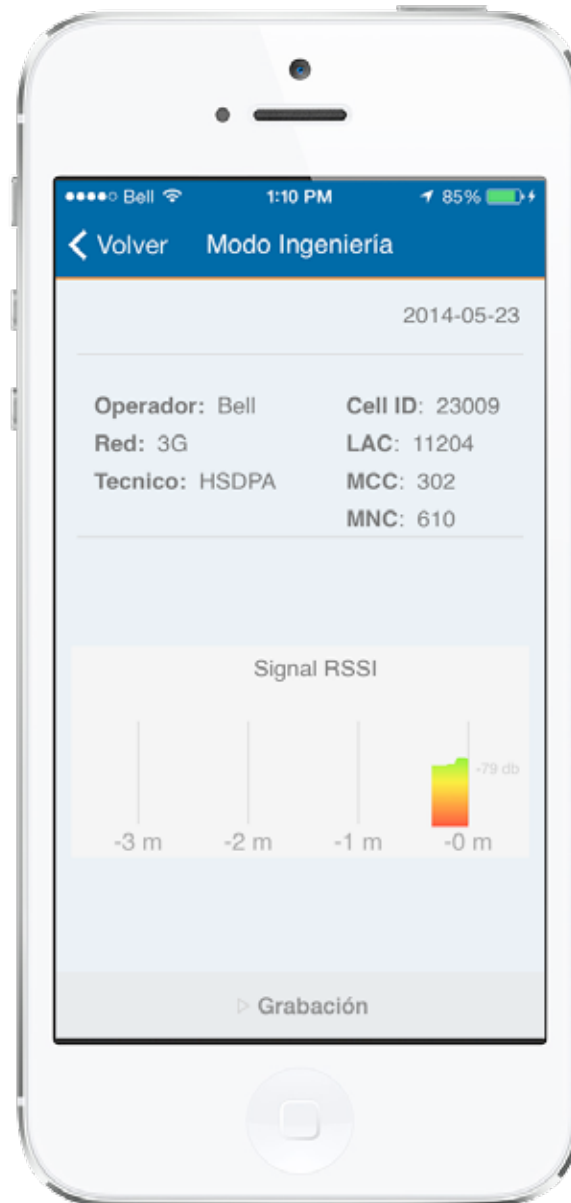 Bell 1:10 PM 85%
Volver Modo Ingeniería
2014-05-23
Operador: Bell Cell ID: 23009
Red: 3G LAC: 11204
Tecnico: HSDPA MCC: 302
MNC: 610
Signal RSSI
-79 db
-3 m -2 m -1 m -0 m
Grabación